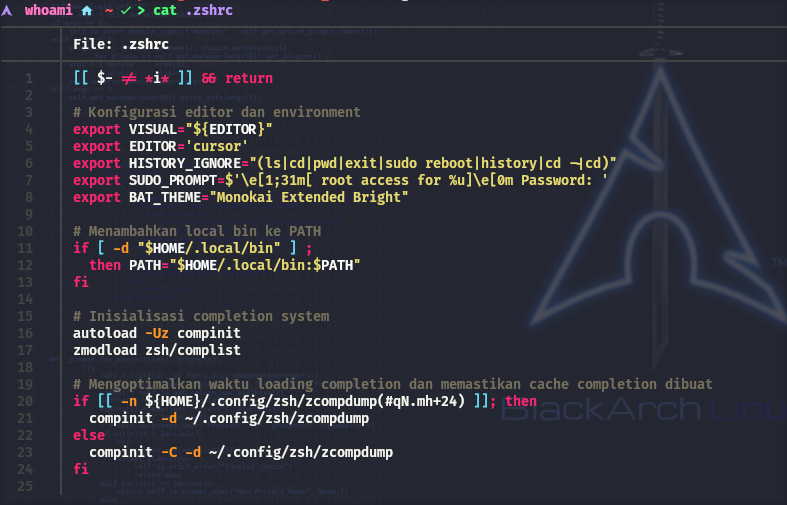 whoami ~ ✓ > cat .zshrc
File: .zshrc
1 [[ $- != *i* ]] && return
2
3 # Konfigurasi editor dan environment
4 export VISUAL="${EDITOR}"
5 export EDITOR='cursor'
6 export HISTORY_IGNORE="(ls|cd|pwd|exit|sudo reboot|history|cd -|cd)"
7 export SUDO_PROMPT=$'\e[1;31m[ root access for %u]\e[0m Password: '
8 export BAT_THEME="Monokai Extended Bright"
9
10 # Menambahkan local bin ke PATH
11 if [ -d "$HOME/.local/bin" ] ;
12 then PATH="$HOME/.local/bin:$PATH"
13 fi
14
15 # Inisialisasi completion system
16 autoload -Uz compinit
17 zmodload zsh/complist
18
19 # Mengoptimalkan waktu loading completion dan memastikan cache completion dibuat
20 if [[ -n ${HOME}/.config/zsh/zcompdump(#qN.mh+24) ]]; then
21 compinit -d ~/.config/zsh/zcompdump
22 else
23 compinit -C -d ~/.config/zsh/zcompdump
24 fi
25
TM
BlackArch Linu